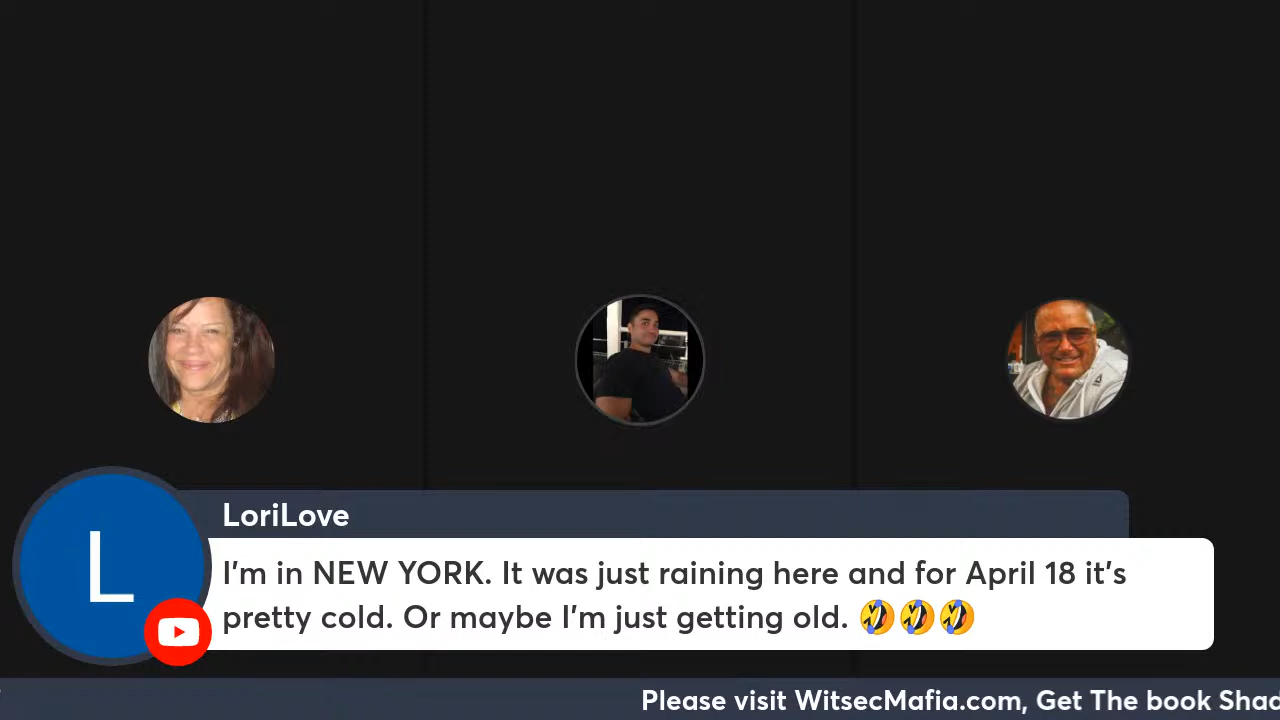 L
LoriLove
I'm in NEW YORK. It was just raining here and for April 18 it's
pretty cold. Or maybe I'm just getting old. 🤣🤣🤣
Please visit WitsecMafia.com, Get The book Shad